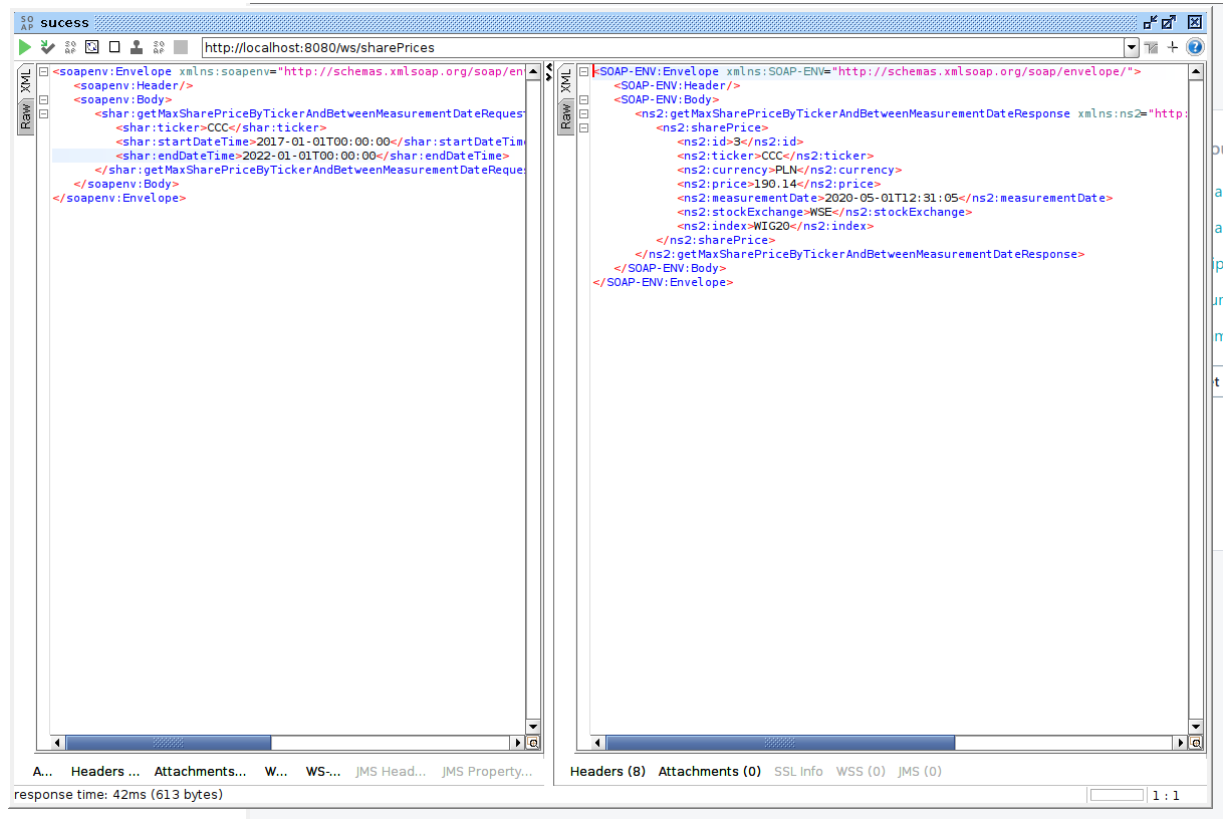 SO AP sucess
http://localhost:8080/ws/sharePrices
XML
Raw
<soapenv:Envelope xmlns:soapenv="http://schemas.xmlsoap.org/soap/en
<soapenv:Header/>
<soapenv:Body>
<shar:getMaxSharePriceByTickerAndBetweenMeasurementDateReques
<shar:ticker>CCC</shar:ticker>
<shar:startDateTime>2017-01-01T00:00:00</shar:startDateTim
<shar:endDateTime>2022-01-01T00:00:00</shar:endDateTime>
</shar:getMaxSharePriceByTickerAndBetweenMeasurementDateReque
</soapenv:Body>
</soapenv:Envelope>
XML
Raw
<SOAP-ENV:Envelope xmlns:SOAP-ENV="http://schemas.xmlsoap.org/soap/envelope/">
<SOAP-ENV:Header/>
<SOAP-ENV:Body>
<ns2:getMaxSharePriceByTickerAndBetweenMeasurementDateResponse xmlns:ns2="http:
<ns2:sharePrice>
<ns2:id>3</ns2:id>
<ns2:ticker>CCC</ns2:ticker>
<ns2:currency>PLN</ns2:currency>
<ns2:price>190.14</ns2:price>
<ns2:measurementDate>2020-05-01T12:31:05</ns2:measurementDate>
<ns2:stockExchange>WSE</ns2:stockExchange>
<ns2:index>WIG20</ns2:index>
</ns2:sharePrice>
</ns2:getMaxSharePriceByTickerAndBetweenMeasurementDateResponse>
</SOAP-ENV:Body>
</SOAP-ENV:Envelope>
A... Headers ... Attachments... W... WS-... JMS Head... JMS Property...
Headers (8) Attachments (0) SSL Info WSS (0) JMS (0)
response time: 42ms (613 bytes)
1 : 1